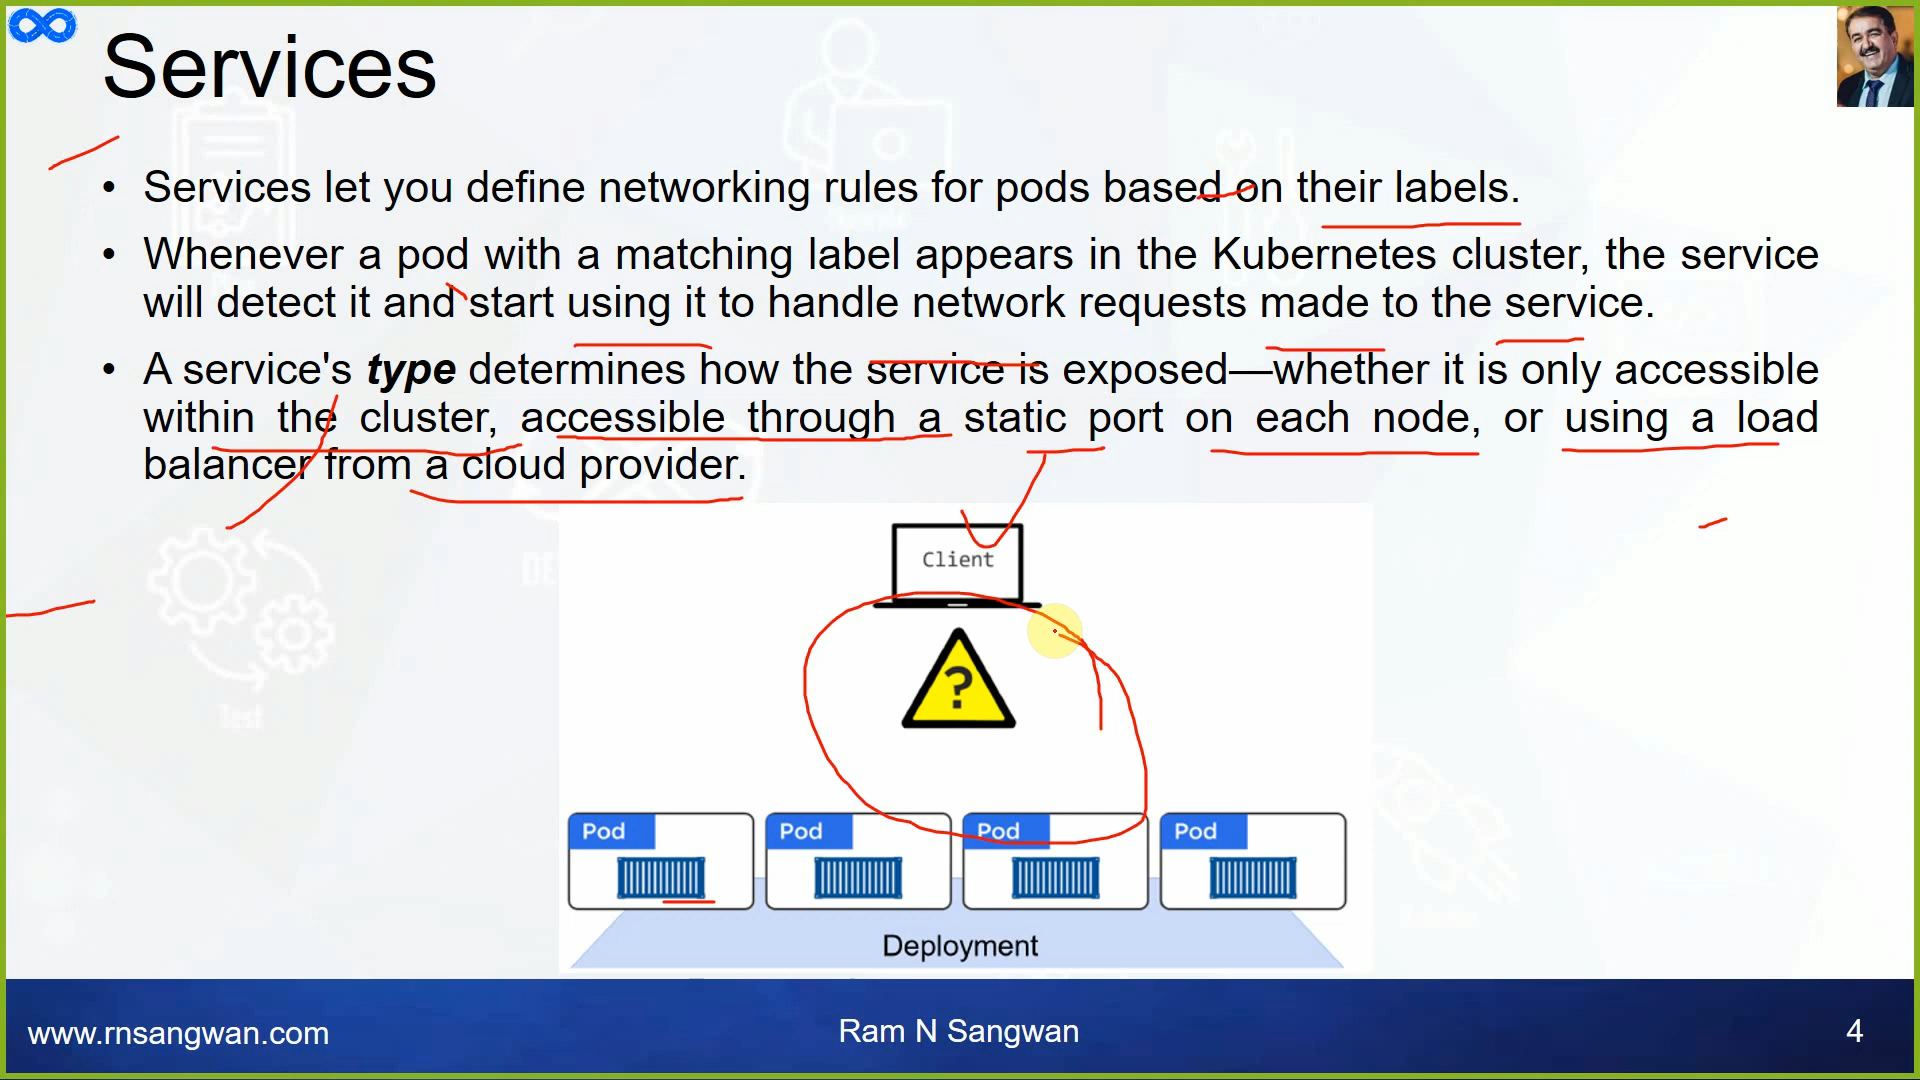 Services
• Services let you define networking rules for pods based on their labels.
• Whenever a pod with a matching label appears in the Kubernetes cluster, the service
will detect it and start using it to handle network requests made to the service.
• A service's type determines how the service is exposed—whether it is only accessible
within the cluster, accessible through a static port on each node, or using a load
balancer from a cloud provider.
Client
?
Pod Pod Pod Pod
Deployment
Test
www.rnsangwan.com
Ram N Sangwan
4